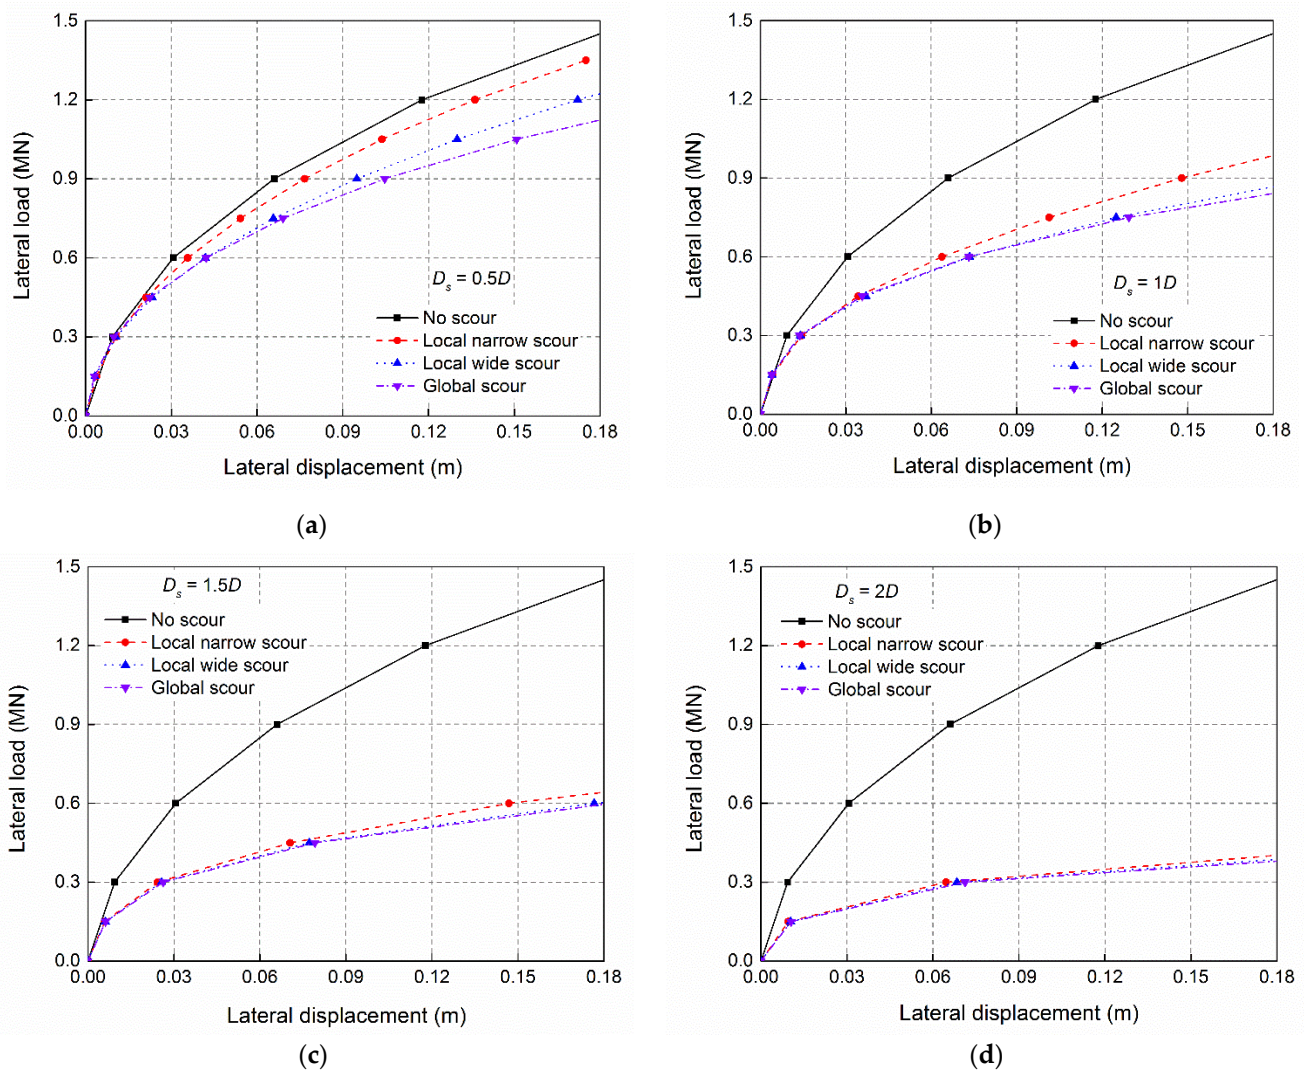 1.5
1.2
0.9
0.6
0.3
0.0
Lateral load (MN)
0.00 0.03 0.06 0.09 0.12 0.15 0.18
Lateral displacement (m)
D_s = 0.5D
No scour
Local narrow scour
Local wide scour
Global scour
(a)
1.5
1.2
0.9
0.6
0.3
0.0
Lateral load (MN)
0.00 0.03 0.06 0.09 0.12 0.15 0.18
Lateral displacement (m)
D_s = 1D
No scour
Local narrow scour
Local wide scour
Global scour
(b)
1.5
1.2
0.9
0.6
0.3
0.0
Lateral load (MN)
0.00 0.03 0.06 0.09 0.12 0.15 0.18
Lateral displacement (m)
D_s = 1.5D
No scour
Local narrow scour
Local wide scour
Global scour
(c)
1.5
1.2
0.9
0.6
0.3
0.0
Lateral load (MN)
0.00 0.03 0.06 0.09 0.12 0.15 0.18
Lateral displacement (m)
D_s = 2D
No scour
Local narrow scour
Local wide scour
Global scour
(d)